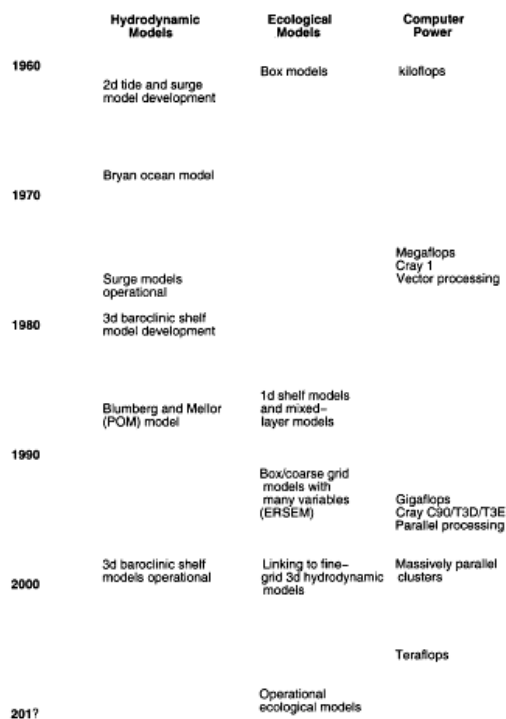 Hydrodynamic Models
Ecological Models
Computer Power
1960
Box models
kiloflops
2d tide and surge
model development
Bryan ocean model
1970
Megaflops
Cray 1
Vector processing
Surge models
operational
1980
3d baroclinic shelf
model development
1d shelf models
and mixed–
layer models
Blumberg and Mellor
(POM) model
1990
Box/coarse grid
models with
many variables
(ERSEM)
Gigaflops
Cray C90/T3D/T3E
Parallel processing
3d baroclinic shelf
models operational
Linking to fine–
grid 3d hydrodynamic
models
Massively parallel
clusters
2000
Teraflops
Operational
ecological models
201?